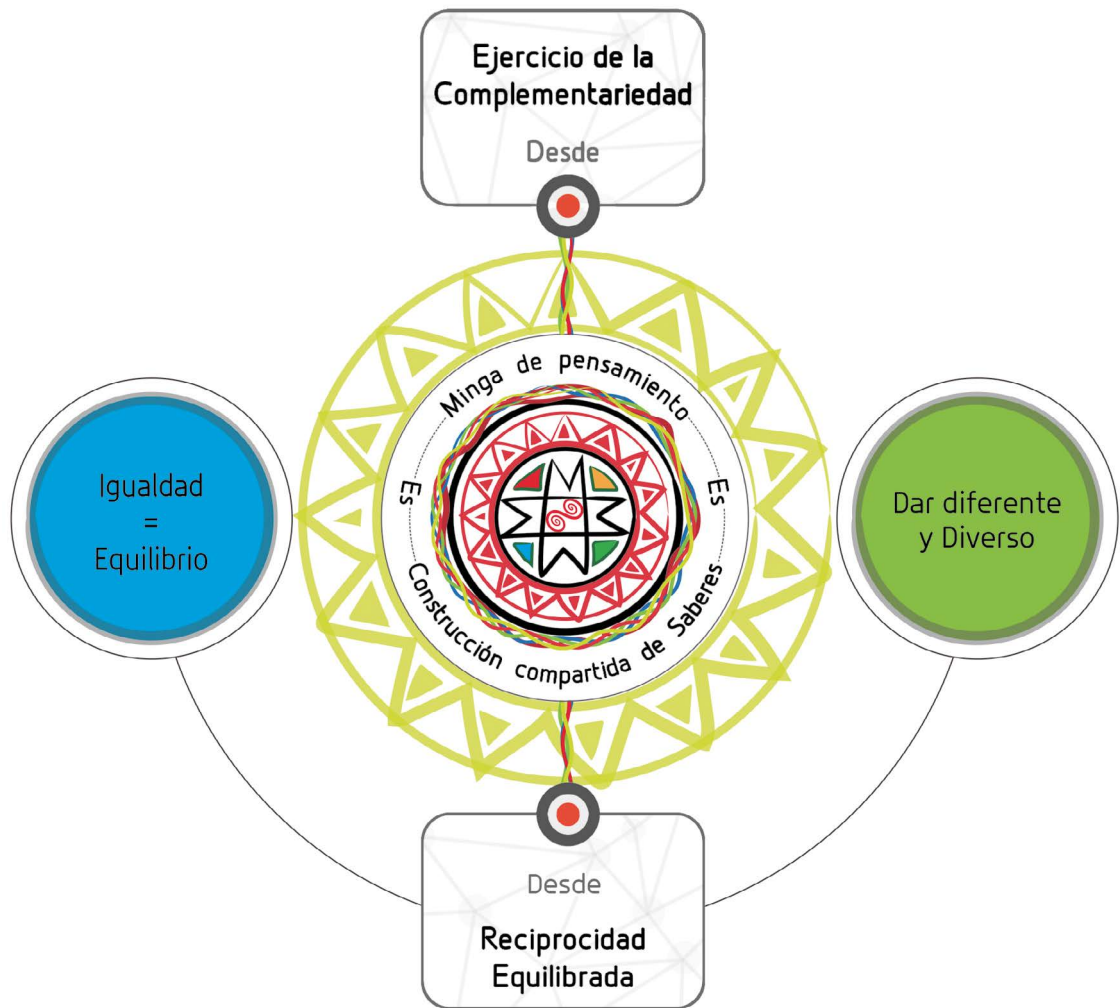 Ejercicio de la
Complementariedad
Desde
Minga de pensamiento
Es
Es
Construcción compartida de Saberes
Igualdad
=
Equilibrio
Dar diferente
y Diverso
Desde
Reciprocidad
Equilibrada